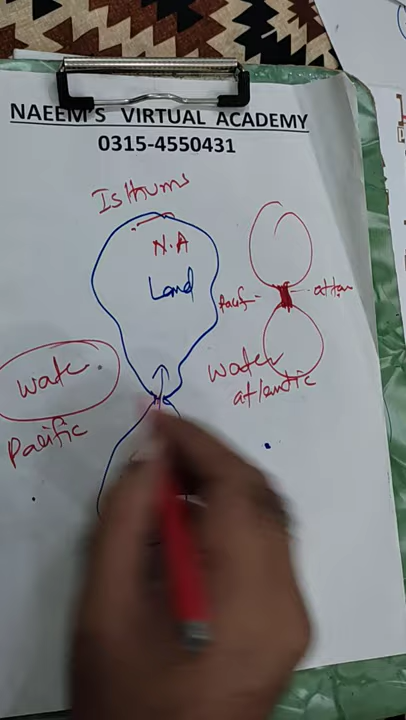 NAEEM'S VIRTUAL ACADEMY
0315-4550431
Isthums
N.A
Land
Pacif
atlan
Wate
Pacific
Water
atlantic